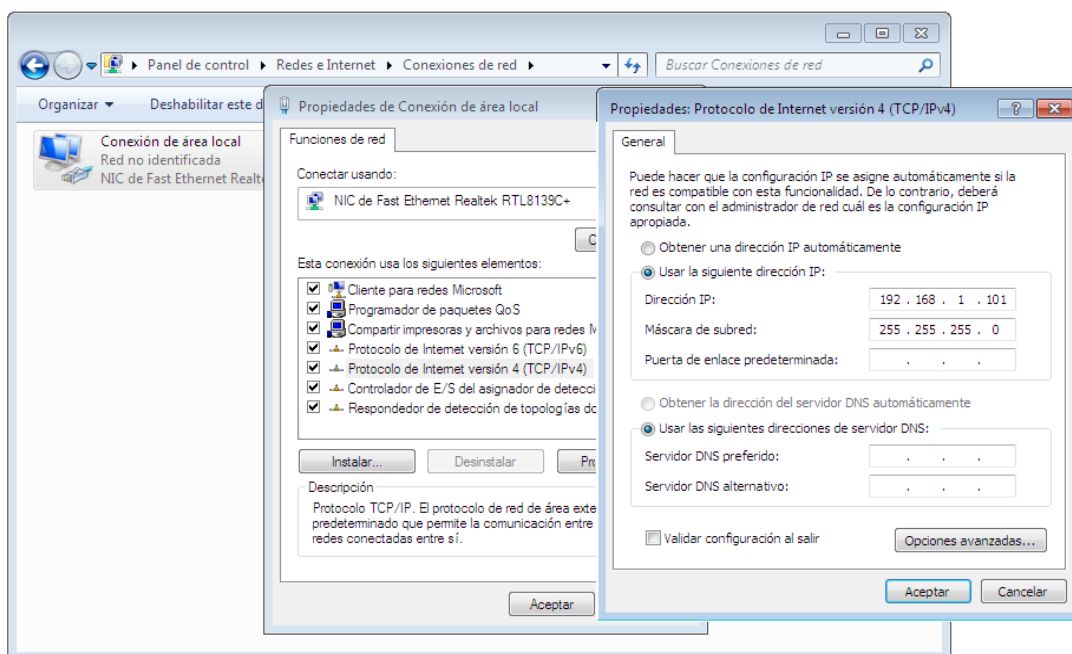 Panel de control Redes e Internet Conexiones de red Buscar Conexiones de red
Organizar Deshabilitar este d
Conexión de área local
Red no identificada
NIC de Fast Ethernet Realte
Propiedades de Conexión de área local
Funciones de red
Conectar usando:
NIC de Fast Ethernet Realtek RTL8139C+
C
Esta conexión usa los siguientes elementos:
Cliente para redes Microsoft
Programador de paquetes QoS
Compartir impresoras y archivos para redes M
Protocolo de Internet versión 6 (TCP/IPv6)
Protocolo de Internet versión 4 (TCP/IPv4)
Controlador de E/S del asignador de detecci
Respondedor de detección de topologías do
Instalar... Desinstalar Pro
Descripción
Protocolo TCP/IP. El protocolo de red de área exte
predeterminado que permite la comunicación entre
redes conectadas entre sí.
Aceptar
Propiedades: Protocolo de Internet versión 4 (TCP/IPv4)
General
Puede hacer que la configuración IP se asigne automáticamente si la
red es compatible con esta funcionalidad. De lo contrario, deberá
consultar con el administrador de red cuál es la configuración IP
apropiada.
Obtener una dirección IP automáticamente
Usar la siguiente dirección IP:
Dirección IP: 192 . 168 . 1 . 101
Máscara de subred: 255 . 255 . 255 . 0
Puerta de enlace predeterminada: . . .
Obtener la dirección del servidor DNS automáticamente
Usar las siguientes direcciones de servidor DNS:
Servidor DNS preferido: . . .
Servidor DNS alternativo: . . .
Validar configuración al salir Opciones avanzadas...
Aceptar Cancelar